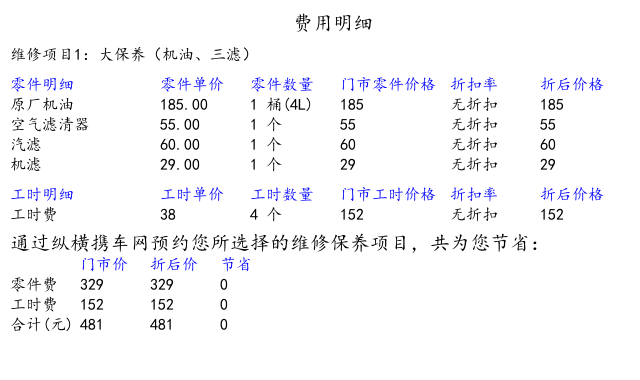 费用明细
维修项目1: 大保养（机油、三滤）
零件明细 零件单价 零件数量 门市零件价格 折扣率 折后价格
原厂机油 185.00 1 桶(4L) 185 无折扣 185
空气滤清器 55.00 1 个 55 无折扣 55
汽滤 60.00 1 个 60 无折扣 60
机滤 29.00 1 个 29 无折扣 29
工时明细 工时单价 工时数量 门市工时价格 折扣率 折后价格
工时费 38 4 个 152 无折扣 152
通过纵横携车网预约您所选择的维修保养项目，共为您节省：
门市价 折后价 节省
零件费 329 329 0
工时费 152 152 0
合计(元) 481 481 0